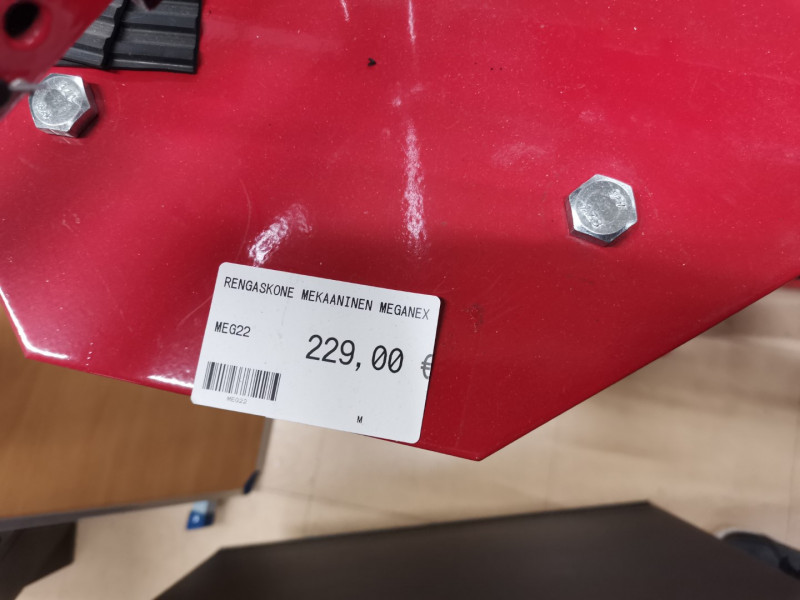 RENGASKONE MEKAANINEN MEGANEX
MEG22
229,00 €
MEG22
M